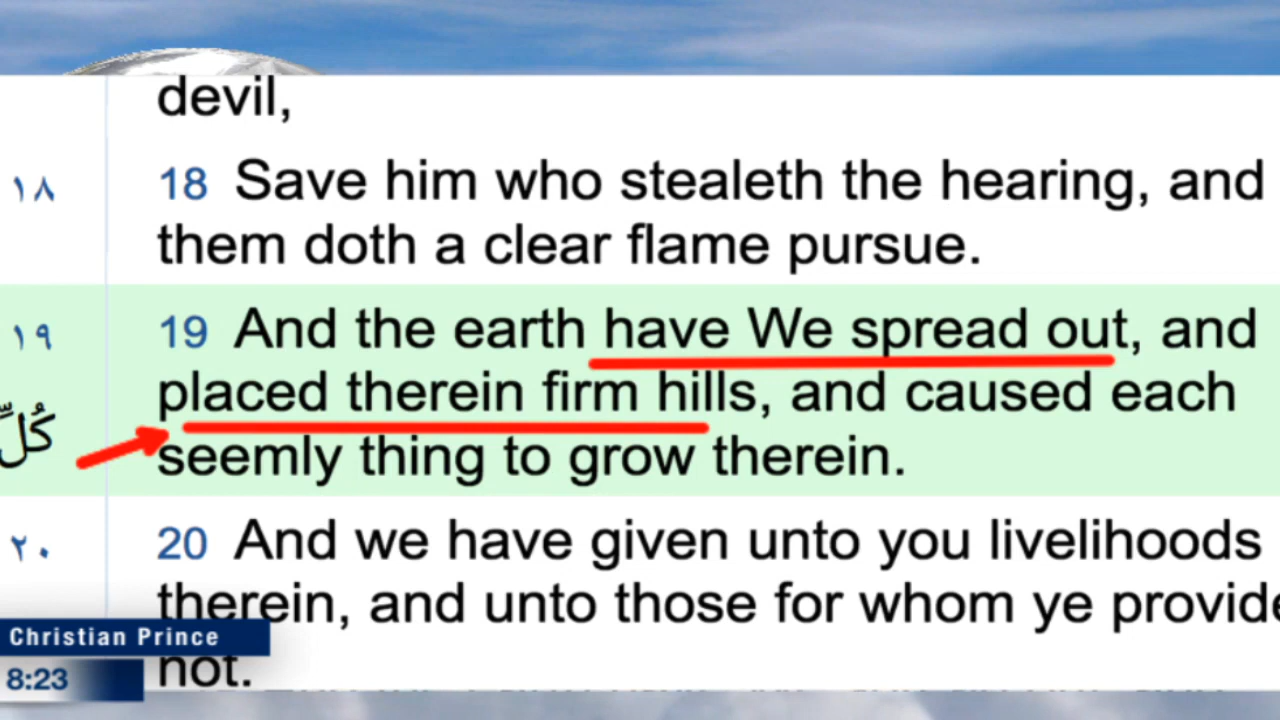 devil,
١٨
18 Save him who stealeth the hearing, and
them doth a clear flame pursue.
١٩
19 And the earth have We spread out, and
placed therein firm hills, and caused each
كُلِّ
seemly thing to grow therein.
٢٠
20 And we have given unto you livelihoods
therein, and unto those for whom ye provide
not.
Christian Prince
8:23